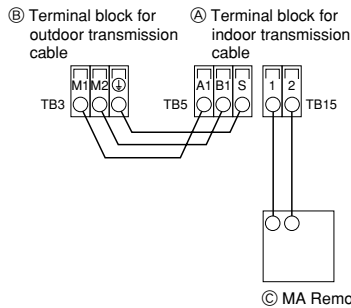 Ⓑ Terminal block for
outdoor transmission
cable
Ⓐ Terminal block for
indoor transmission
cable
TB3
M1 M2 ⏚
TB5
A1 B1 S
1 2
TB15
Ⓒ MA Remo